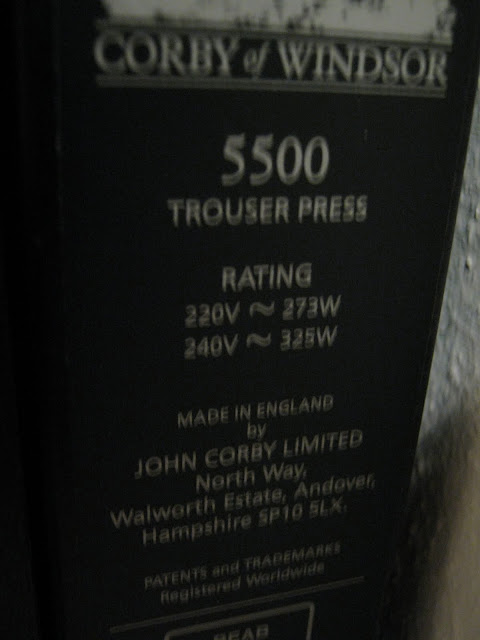 CORBY of WINDSOR
5500
TROUSER PRESS
RATING
220V ~ 273W
240V ~ 325W
MADE IN ENGLAND
by
JOHN CORBY LIMITED
North Way,
Walworth Estate, Andover,
Hampshire SP10 5LX.
PATENTS and TRADEMARKS
Registered Worldwide
BEAB